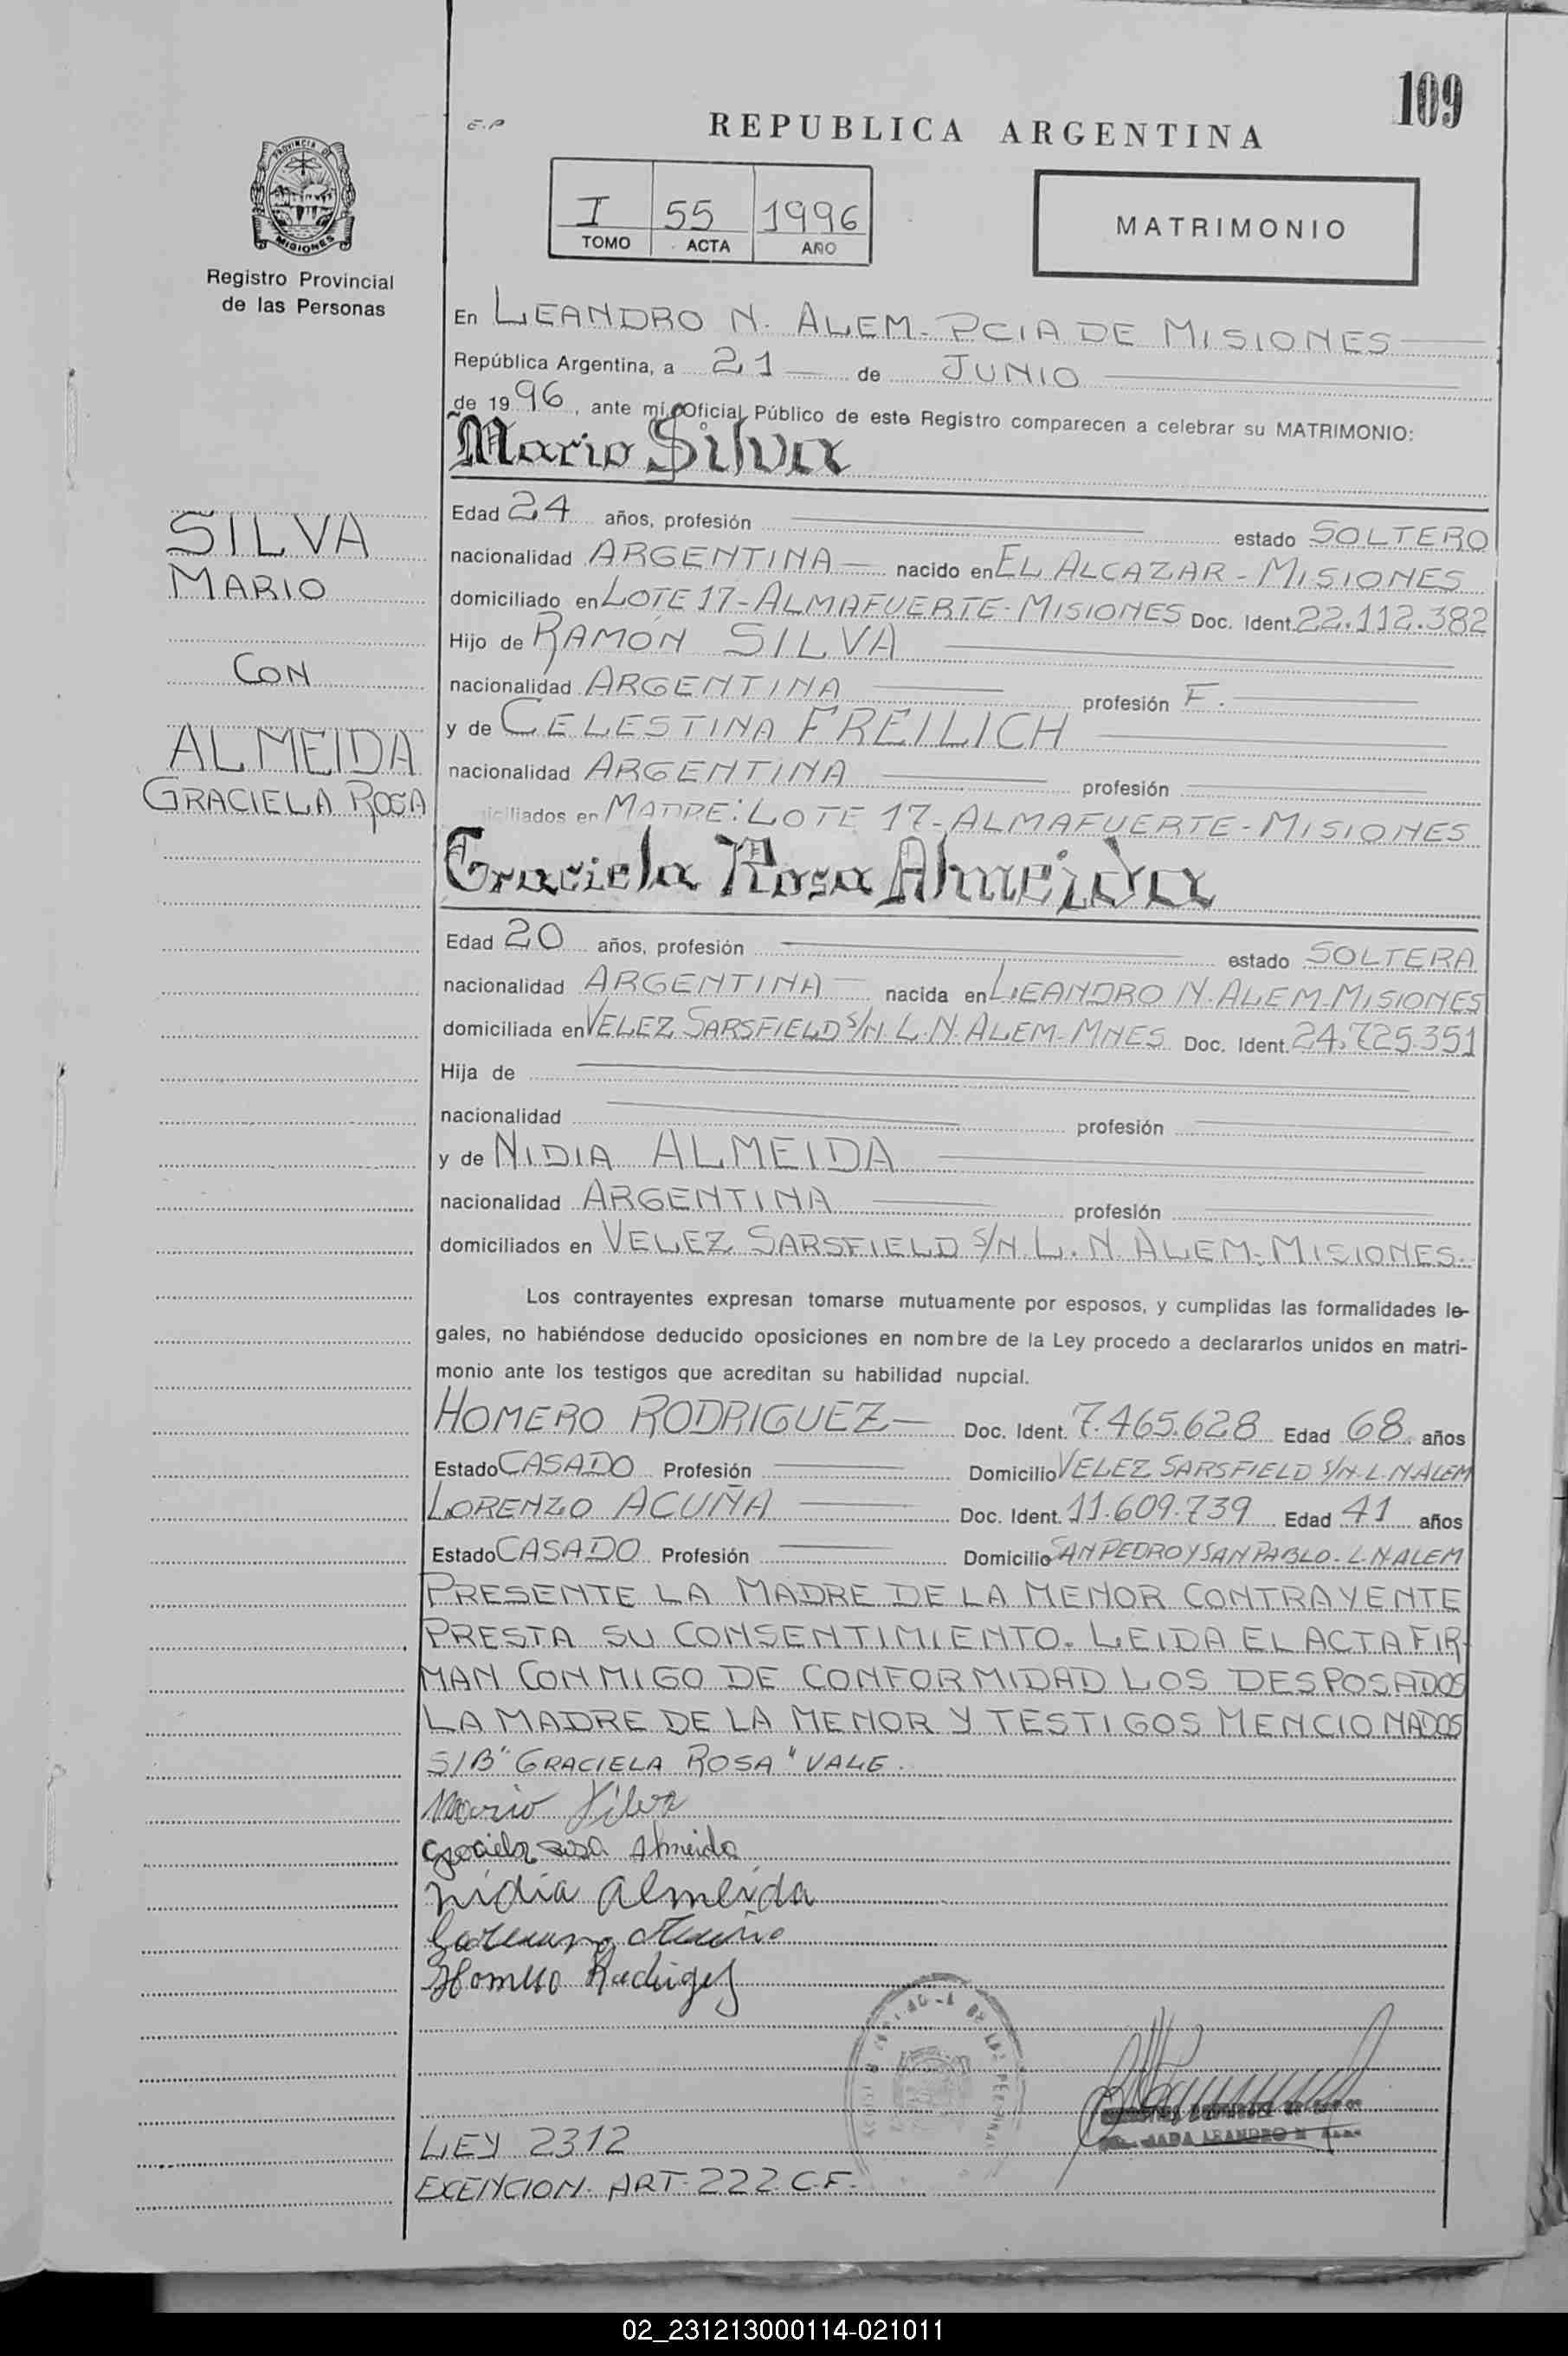 109
E.P
REPUBLICA ARGENTINA
PROVINCIA DE
MISIONES
Registro Provincial
de las Personas
I 55 1996
TOMO ACTA AÑO
MATRIMONIO
En LEANDRO N. ALEM-PCIA DE MISIONES
República Argentina, a 21 de JUNIO
de 1996, ante mí, Oficial Público de este Registro comparecen a celebrar su MATRIMONIO:
Mario Silva
SILVA
MARIO
CON
ALMEIDA
GRACIELA ROSA
Edad 24 años, profesión estado SOLTERO
nacionalidad ARGENTINA nacido en EL ALCAZAR-MISIONES
domiciliado en LOTE 17-ALMAFUERTE-MISIONES Doc. Ident. 22.112.382
Hijo de RAMÓN SILVA
nacionalidad ARGENTINA profesión F.
y de CELESTINA FREILICH
nacionalidad ARGENTINA profesión
iciliados en MADRE: LOTE 17-ALMAFUERTE-MISIONES
Graciela Rosa Almeida
Edad 20 años, profesión estado SOLTERA
nacionalidad ARGENTINA nacida en LEANDRO N. ALEM-MISIONES
domiciliada en VELEZ SARSFIELD S/N L.N. ALEM-MNES Doc. Ident. 24.725.351
Hija de
nacionalidad profesión
y de NIDIA ALMEIDA
nacionalidad ARGENTINA profesión
domiciliados en VELEZ SARSFIELD S/N L.N. ALEM-MISIONES.
Los contrayentes expresan tomarse mutuamente por esposos, y cumplidas las formalidades le-
gales, no habiéndose deducido oposiciones en nombre de la Ley procedo a declararlos unidos en matri-
monio ante los testigos que acreditan su habilidad nupcial.
HOMERO RODRIGUEZ Doc. Ident. 7.465.628 Edad 68 años
Estado CASADO Profesión Domicilio VELEZ SARSFIELD S/N-L.N.ALEM
LORENZO ACUÑA Doc. Ident. 11.609.739 Edad 41 años
Estado CASADO Profesión Domicilio SAN PEDRO Y SAN PABLO-L.N.ALEM
PRESENTE LA MADRE DE LA MENOR CONTRAYENTE
PRESTA SU CONSENTIMIENTO. LEIDA EL ACTA FIR-
MAN CONMIGO DE CONFORMIDAD LOS DESPOSADOS
LA MADRE DE LA MENOR Y TESTIGOS MENCIONADOS
S/B "GRACIELA ROSA" VALE.
Mario Silva
Graciela Rosa Almeida
nidia almeida
Homero Rodriguez
LEY 2312
EXENCION. ART. 222 C.F.
02_231213000114-021011